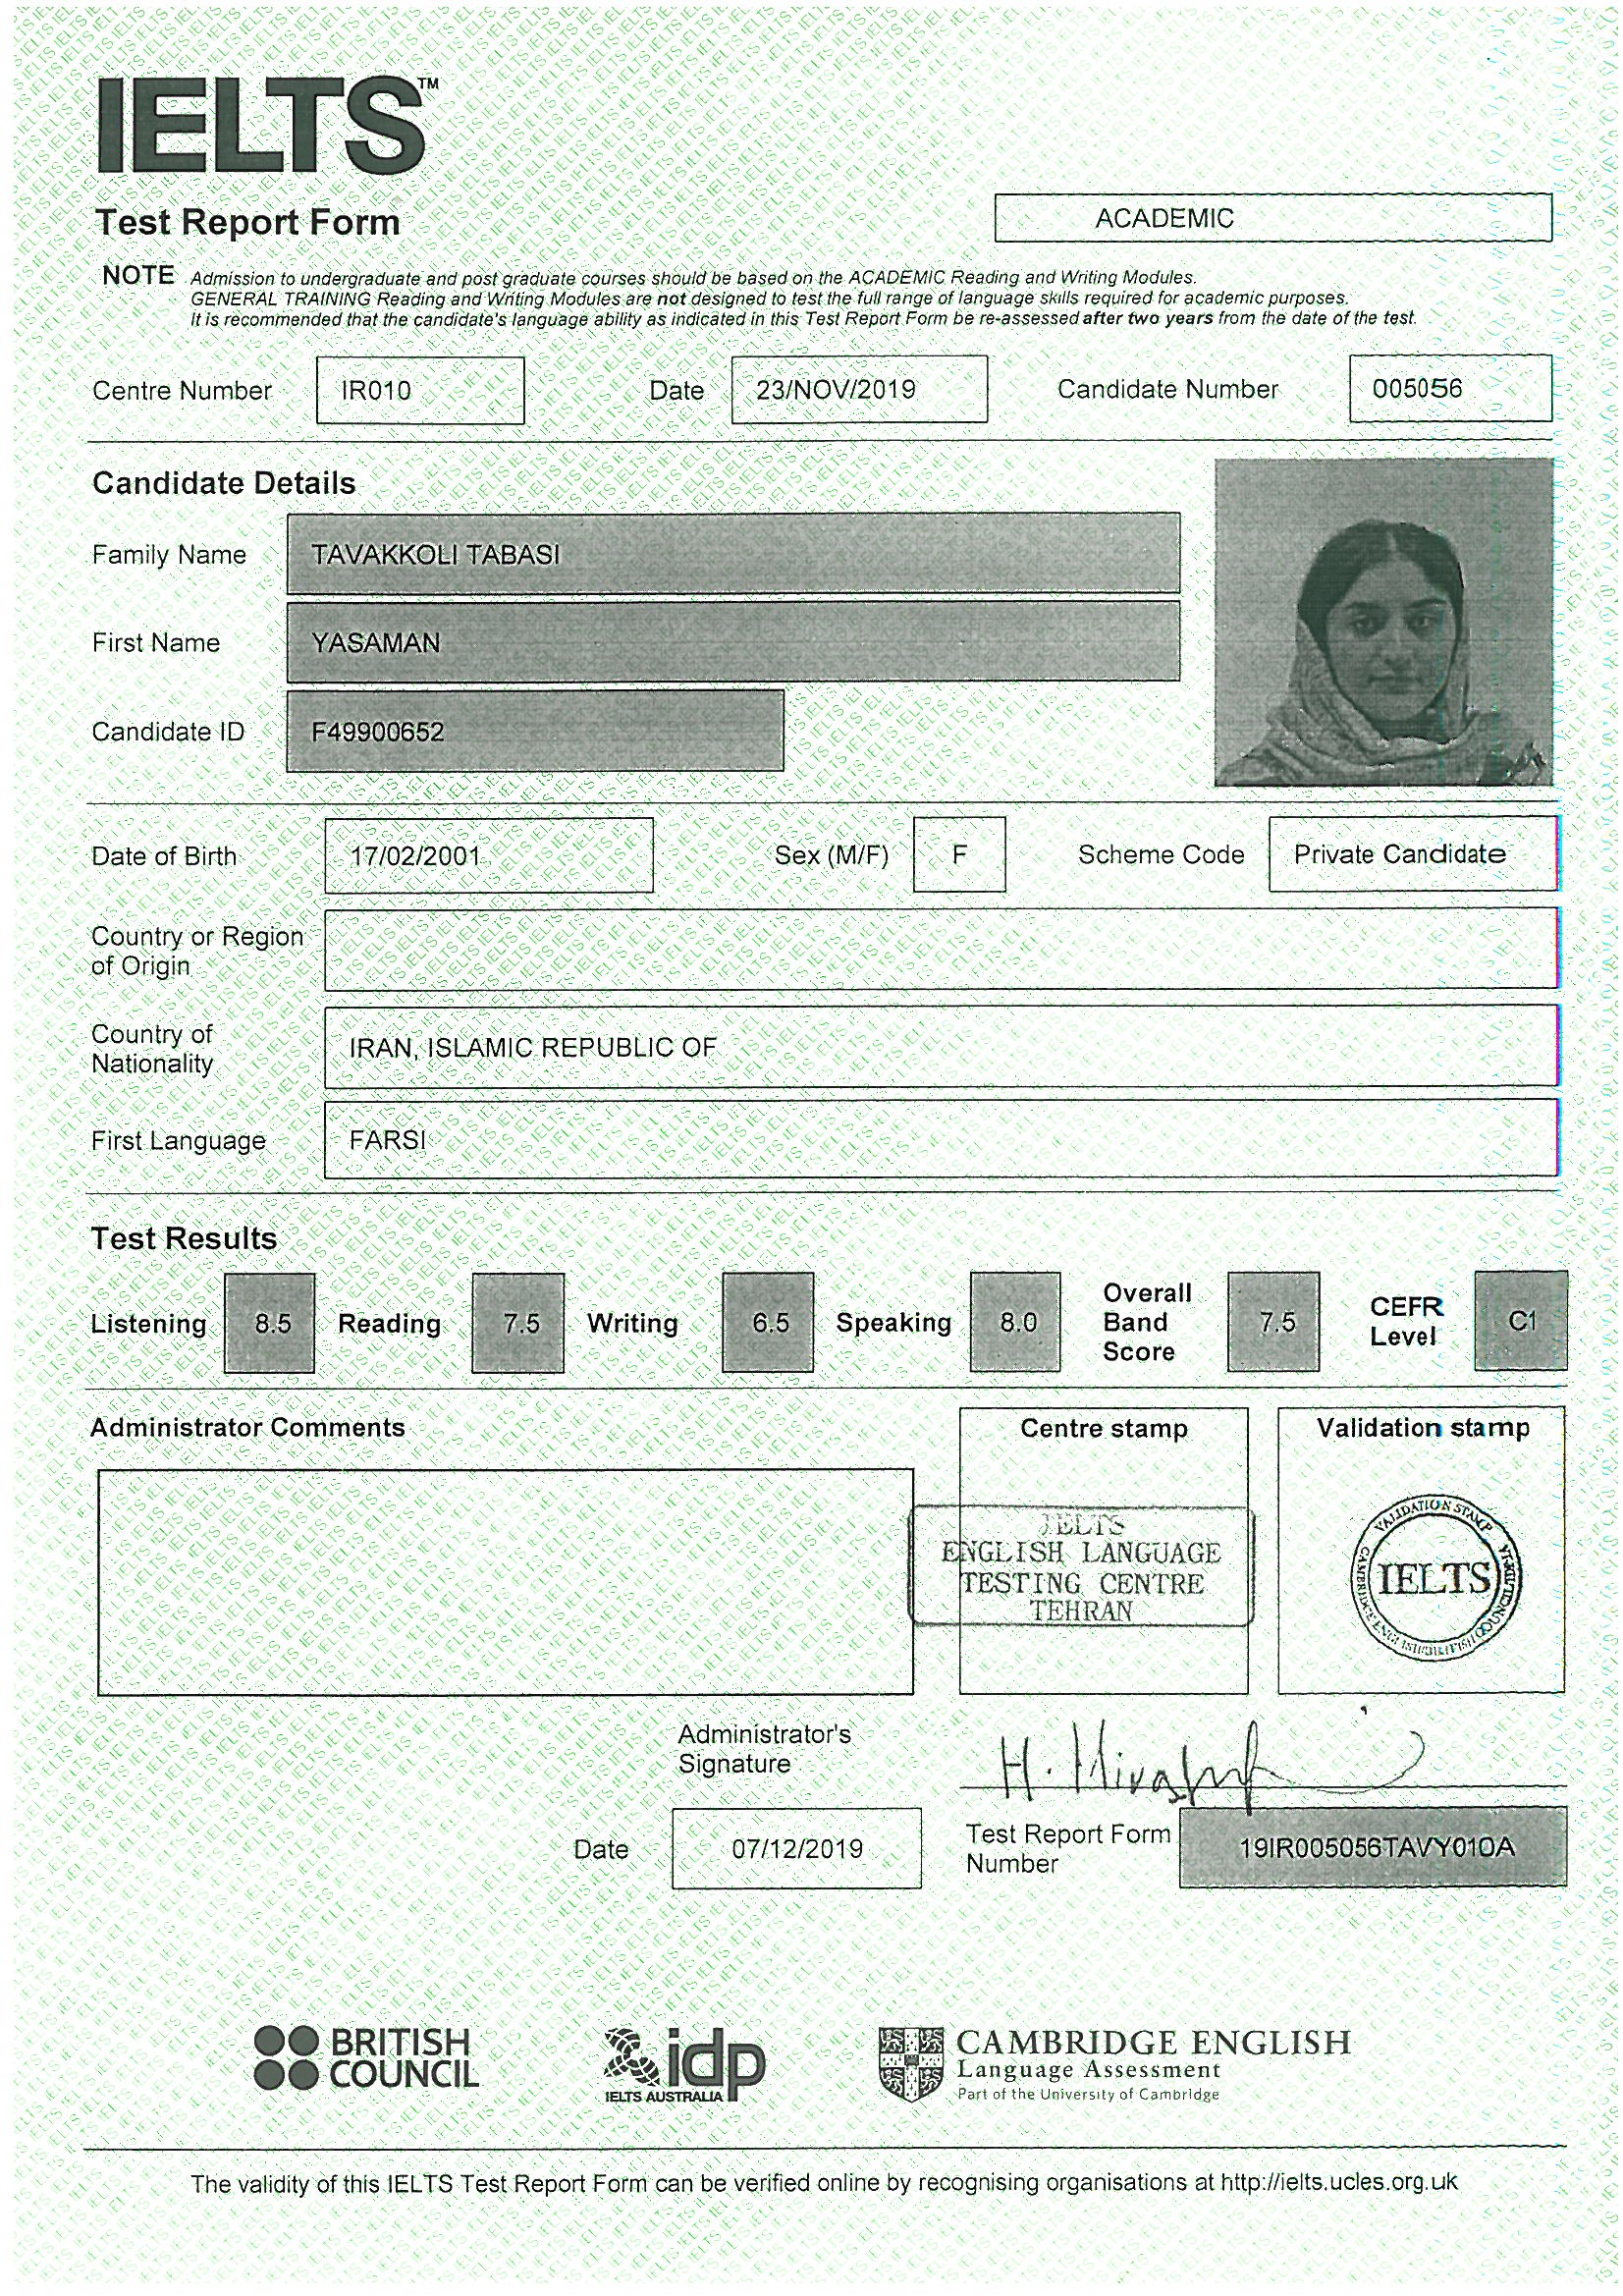 IELTS™
Test Report Form
ACADEMIC
NOTE Admission to undergraduate and post graduate courses should be based on the ACADEMIC Reading and Writing Modules.
GENERAL TRAINING Reading and Writing Modules are not designed to test the full range of language skills required for academic purposes.
It is recommended that the candidate's language ability as indicated in this Test Report Form be re-assessed after two years from the date of the test.
Centre Number IR010 Date 23/NOV/2019 Candidate Number 005056
Candidate Details
Family Name TAVAKKOLI TABASI
First Name YASAMAN
Candidate ID F49900652
Date of Birth 17/02/2001 Sex (M/F) F Scheme Code Private Candidate
Country or Region
of Origin
Country of
Nationality
IRAN, ISLAMIC REPUBLIC OF
First Language FARSI
Test Results
Listening 8.5 Reading 7.5 Writing 6.5 Speaking 8.0 Overall Band Score 7.5 CEFR Level C1
Administrator Comments
Centre stamp
IELTS
ENGLISH LANGUAGE
TESTING CENTRE
TEHRAN
Validation stamp
VALIDATION STAMP
IELTS
Administrator's
Signature
Date 07/12/2019
Test Report Form
Number
19IR005056TAVY010A
BRITISH
COUNCIL
idp
IELTS AUSTRALIA
CAMBRIDGE ENGLISH
Language Assessment
Part of the University of Cambridge
The validity of this IELTS Test Report Form can be verified online by recognising organisations at http://ielts.ucles.org.uk